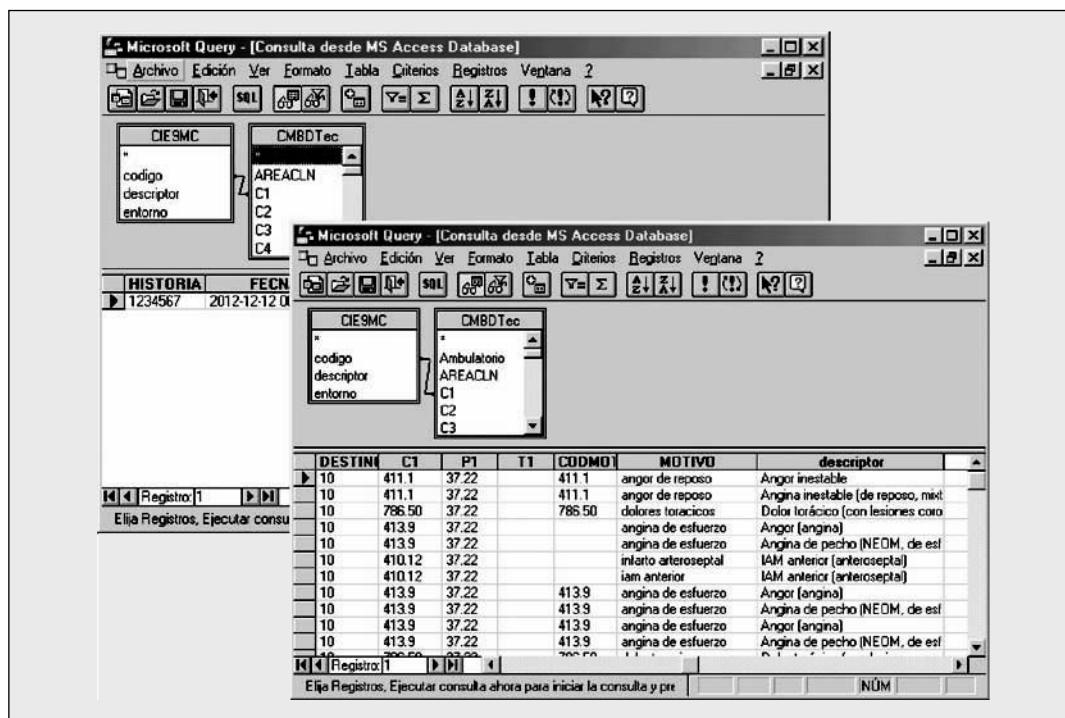 Microsoft Query - [Consulta desde MS Access Database]
Archivo Edición Ver Formato Tabla Criterios Registros Ventana ?
SQL
CIE9MC
*
codigo
descriptor
entorno
CMBDTec
*
AREACLN
C1
C2
C3
C4
HISTORIA
1234567 2012-12-12
Registro: 1
Elija Registros, Ejecutar
Microsoft Query - [Consulta desde MS Access Database]
Archivo Edición Ver Formato Tabla Criterios Registros Ventana ?
SQL
CIE9MC
*
codigo
descriptor
entorno
CMBDTec
*
Ambulatorio
AREACLN
C1
C2
C3
C1 P1 T1 MOTIVO descriptor
10 411.1 37.22 411.1 angor de reposo Angor inestable
10 411.1 37.22 411.1 angor de reposo Angina inestable (de reposo, mixt
10 786.50 37.22 786.50 dolores toracicos Dolor torácico (con lesiones coro
10 413.9 37.22 angina de esfuerzo Angor (angina)
10 413.9 37.22 angina de esfuerzo Angina de pecho (NEOM, de esf
10 410.12 37.22 infarto arteroseptal IAM anterior (anteroseptal)
10 410.12 37.22 iam anterior IAM anterior (anteroseptal)
10 413.9 37.22 413.9 angina de esfuerzo Angor (angina)
10 413.9 37.22 413.9 angina de esfuerzo Angina de pecho (NEOM, de esf
10 413.9 37.22 413.9 angina de esfuerzo Angor (angina)
10 413.9 37.22 413.9 angina de esfuerzo Angina de pecho (NEOM, de esf
Registro: 1
Elija Registros, Ejecutar consulta ahora para iniciar la consulta y pre NÚM